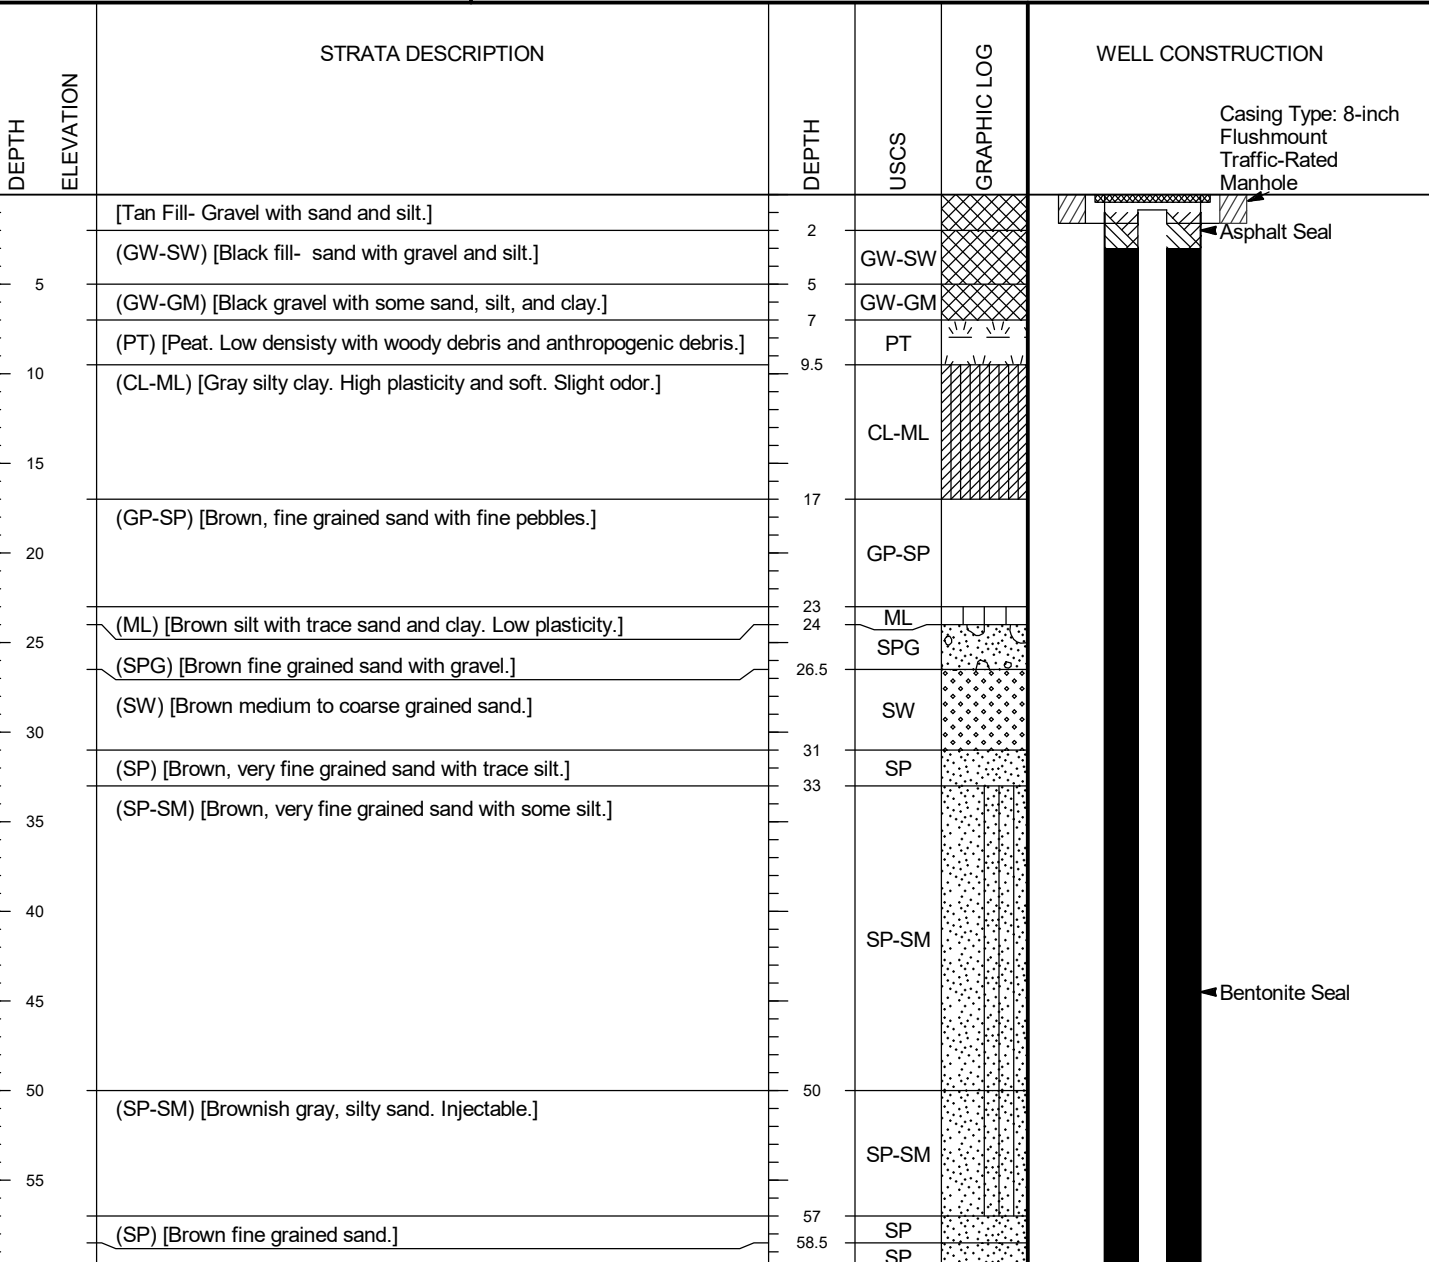 STRATA DESCRIPTION
WELL CONSTRUCTION
DEPTH
ELEVATION
DEPTH
USCS
GRAPHIC LOG
Casing Type: 8-inch
Flushmount
Traffic-Rated
Manhole
[Tan Fill- Gravel with sand and silt.]
2
Asphalt Seal
(GW-SW) [Black fill-  sand with gravel and silt.]
GW-SW
5
5
(GW-GM) [Black gravel with some sand, silt, and clay.]
GW-GM
7
(PT) [Peat. Low densisty with woody debris and anthropogenic debris.]
PT
9.5
10
(CL-ML) [Gray silty clay. High plasticity and soft. Slight odor.]
CL-ML
15
17
(GP-SP) [Brown, fine grained sand with fine pebbles.]
20
GP-SP
23
(ML) [Brown silt with trace sand and clay. Low plasticity.]
ML
24
25
SPG
(SPG) [Brown fine grained sand with gravel.]
26.5
(SW) [Brown medium to coarse grained sand.]
SW
30
31
(SP) [Brown, very fine grained sand with trace silt.]
SP
33
(SP-SM) [Brown, very fine grained sand with some silt.]
35
40
SP-SM
45
Bentonite Seal
50
50
(SP-SM) [Brownish gray, silty sand. Injectable.]
SP-SM
55
57
(SP) [Brown fine grained sand.]
SP
58.5
SP